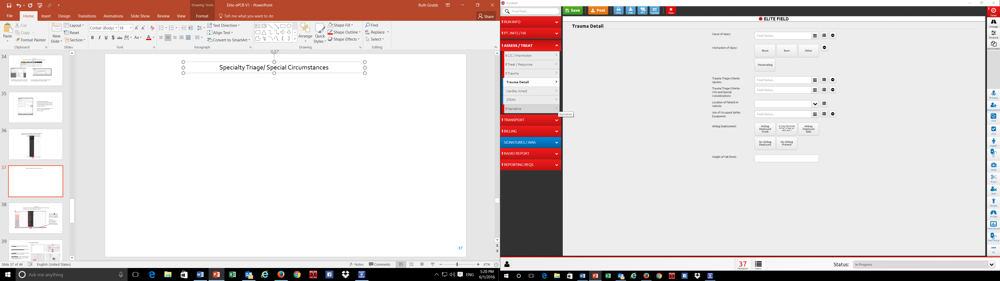 Drawing Tools
Elite ePCR V1 - PowerPoint
Ruth Grubb
File
Home
Insert
Design
Transitions
Animations
Slide Show
Review
View
Format
Tell me what you want to do
Share
Paste
Cut
Copy
Format Painter
Clipboard
New
Slide
Layout
Reset
Section
Slides
Corbel (Body)
18
B I U S abc AV Aa A
Font
Text Direction
Align Text
Convert to SmartArt
Paragraph
Arrange
Quick
Styles
Shape Fill
Shape Outline
Shape Effects
Drawing
Find
Replace
Select
Editing
34
35
36
37
38
39
Specialty Triage/ Special Circumstances
37
Slide 37 of 46
English (United States)
Notes
Comments
87%
Ask me anything
ENG
5:20 PM
6/1/2016
Incident
Find field...
Save
Post
Print
CAD
EKG
Transfers
Close
ELITE FIELD
! RUN INFO
! PT. INFO / HX
! ASSESS / TREAT
! C/C / Impression
! Treat / Response
! Trauma
Trauma Detail
Cardiac Arrest
STEMI
! Narrative
Narrative
! TRANSPORT
! BILLING
SIGNATURES / AMA
! RADIO REPORT
! REPORTING REQS
Trauma Detail
Cause of Injury:
Find Value...
Mechanism of Injury:
Blunt
Burn
Other
Penetrating
Trauma Triage Criteria-
Injuries:
Find Value...
Trauma Triage Criteria-
MOI and Special
Considerations:
Find Value...
Location of Patient in
Vehicle:
Use of Occupant Safety
Equipment:
Find Value...
Airbag Deployment:
Airbag
Deployed
Front
Airbag Deployed
Other (knee, air
belt, etc.)
Airbag
Deployed
Side
No Airbag
Deployed
No Airbag
Present
Height of Fall (feet):
Times
Mileage
Timeline
Worksheets
Primary
Assessments
Vital
GCS
PQRST
IV
Meds
Procs
SMR
Stroke
Airway
Med Device
Med Pump
All
37
Validation
Menu
Status:
In Progress